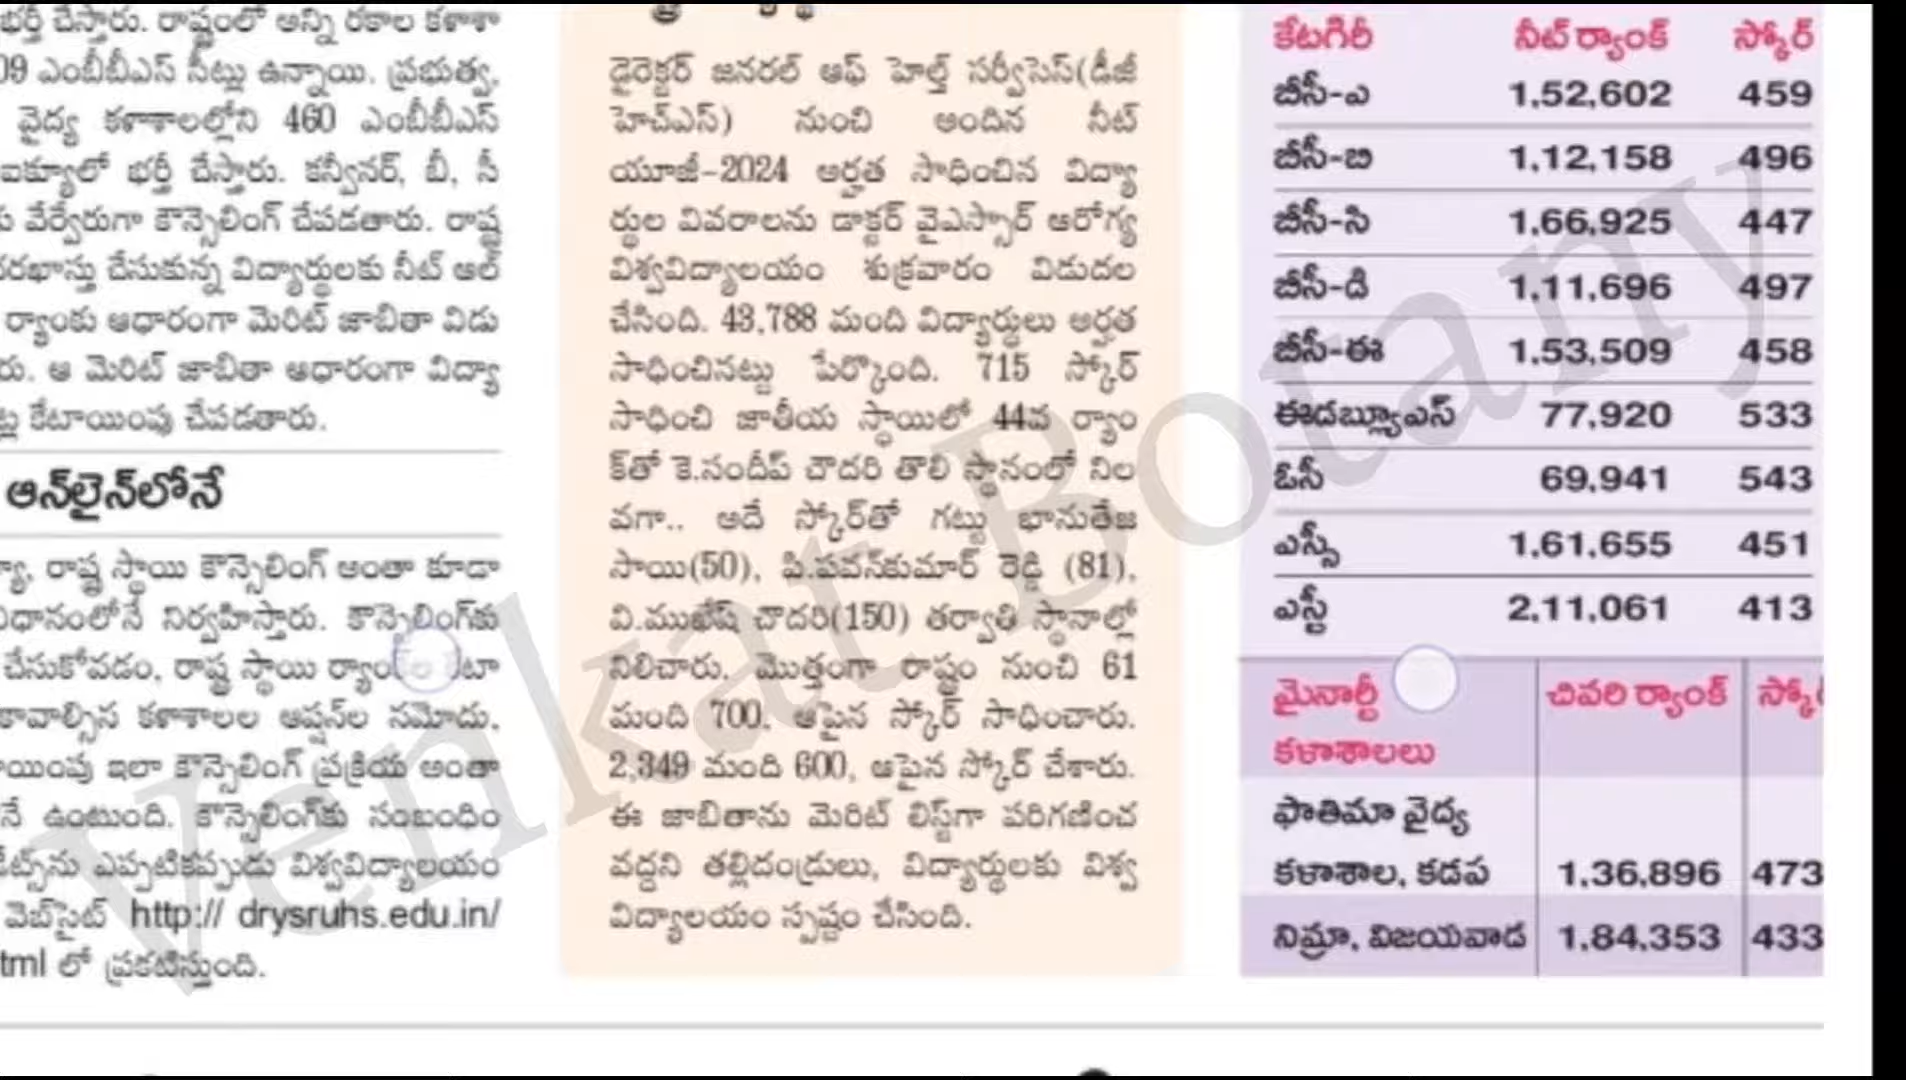 భర్తీ చేస్తారు. రాష్ట్రంలో అన్ని రకాల కళాశా
09 ఎంబీబీఎస్ సీట్లు ఉన్నాయి. ప్రభుత్వ,
వైద్య కళాశాలల్లోని 460 ఎంబీబీఎస్
ఐక్యూలో భర్తీ చేస్తారు. కన్వీనర్, బీ, సీ
వేర్వేరుగా కౌన్సెలింగ్ చేపడతారు. రాష్ట్ర
దరఖాస్తు చేసుకున్న విద్యార్థులకు నీట్ ఆల్
ర్యాంకు ఆధారంగా మెరిట్ జాబితా విడు
ఆ మెరిట్ జాబితా ఆధారంగా విద్యా
కేటాయింపు చేపడతారు.
ఆన్‌లైన్‌లోనే
రాష్ట్ర స్థాయి కౌన్సెలింగ్ అంతా కూడా
విధానంలోనే నిర్వహిస్తారు. కౌన్సెలింగ్‌కు
చేసుకోవడం, రాష్ట్ర స్థాయి
కావాల్సిన కళాశాలల ఆప్షన్‌ల నమోదు,
యింపు ఇలా కౌన్సెలింగ్ ప్రక్రియ అంతా
నే ఉంటుంది. కౌన్సెలింగ్‌కు సంబంధిం
ఎప్పటికప్పుడు విశ్వవిద్యాలయం
వెబ్‌సైట్ http:// drysruhs.edu.in/
tml లో ప్రకటిస్తుంది.
డైరెక్టర్ జనరల్ ఆఫ్ హెల్త్ సర్వీసెస్(డీజీ
హెచ్ఎస్) నుంచి అందిన నీట్
యూజీ–2024 అర్హత సాధించిన విద్యా
ర్థుల వివరాలను డాక్టర్ వైఎస్సార్ ఆరోగ్య
విశ్వవిద్యాలయం శుక్రవారం విడుదల
చేసింది. 43,788 మంది విద్యార్థులు అర్హత
సాధించినట్టు పేర్కొంది. 715 స్కోర్
సాధించి జాతీయ స్థాయిలో 44వ ర్యాం
క్‌తో కె.సందీప్ చౌదరి తొలి స్థానంలో నిల
వగా.. అదే స్కోర్‌తో గట్టు భానుతేజ
సాయి(50), పి.పవన్‌కుమార్ రెడ్డి (81),
వి.ముఖేష్ చౌదరి(150) తర్వాతి స్థానాల్లో
నిలిచారు. మొత్తంగా రాష్ట్రం నుంచి 61
మంది 700, ఆపైన స్కోర్ సాధించారు.
2,349 మంది 600, ఆపైన స్కోర్ చేశారు.
ఈ జాబితాను మెరిట్ లిస్ట్‌గా పరిగణించ
వద్దని తల్లిదండ్రులు, విద్యార్థులకు విశ్వ
విద్యాలయం స్పష్టం చేసింది.
కేటగిరీ నీట్ ర్యాంక్ స్కోర్
బీసీ-ఎ 1,52,602 459
బీసీ-బి 1,12,158 496
బీసీ-సి 1,66,925 447
బీసీ-డి 1,11,696 497
బీసీ-ఈ 1,53,509 458
ఈడబ్ల్యూఎస్ 77,920 533
ఓసీ 69,941 543
ఎస్సీ 1,61,655 451
ఎస్టీ 2,11,061 413
మైనార్టీ చివరి ర్యాంక్ స్కో
కళాశాలలు
ఫాతిమా వైద్య
కళాశాల, కడప 1,36,896 473
నిమ్రా, విజయవాడ 1,84,353 433
Venkat Botany